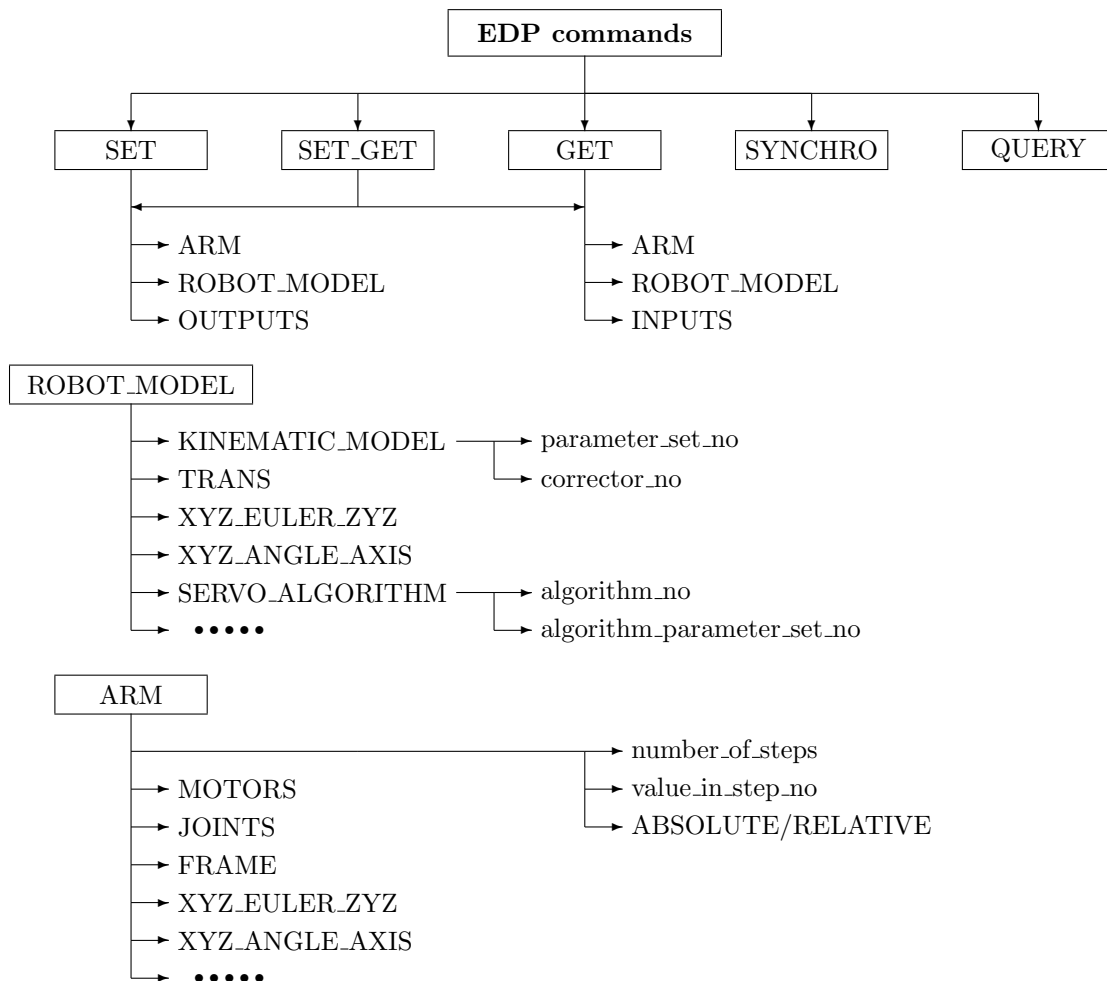 EDP commands
SET SET_GET GET SYNCHRO QUERY
ARM ARM
ROBOT_MODEL ROBOT_MODEL
OUTPUTS INPUTS
ROBOT_MODEL
KINEMATIC_MODEL parameter_set_no
TRANS corrector_no
XYZ_EULER_ZYZ
XYZ_ANGLE_AXIS
SERVO_ALGORITHM algorithm_no
••••• algorithm_parameter_set_no
ARM
number_of_steps
MOTORS value_in_step_no
JOINTS ABSOLUTE/RELATIVE
FRAME
XYZ_EULER_ZYZ
XYZ_ANGLE_AXIS
•••••